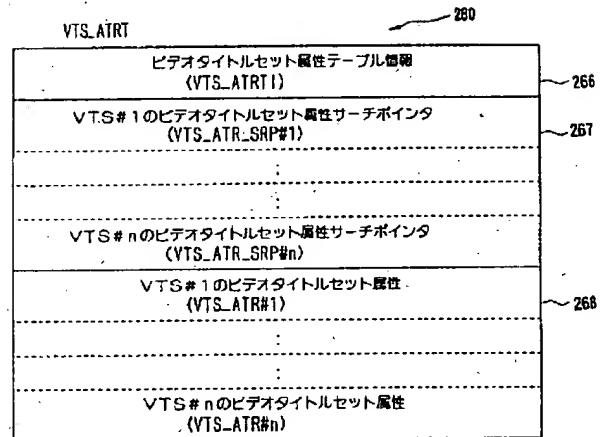 VTS_ATRT
280
ビデオタイトルセット属性テーブル情報
(VTS_ATRTI)
266
VTS#1のビデオタイトルセット属性サーチポインタ
(VTS_ATR_SRP#1)
267
:
:
VTS#nのビデオタイトルセット属性サーチポインタ
(VTS_ATR_SRP#n)
VTS#1のビデオタイトルセット属性
(VTS_ATR#1)
268
:
:
VTS#nのビデオタイトルセット属性
(VTS_ATR#n)